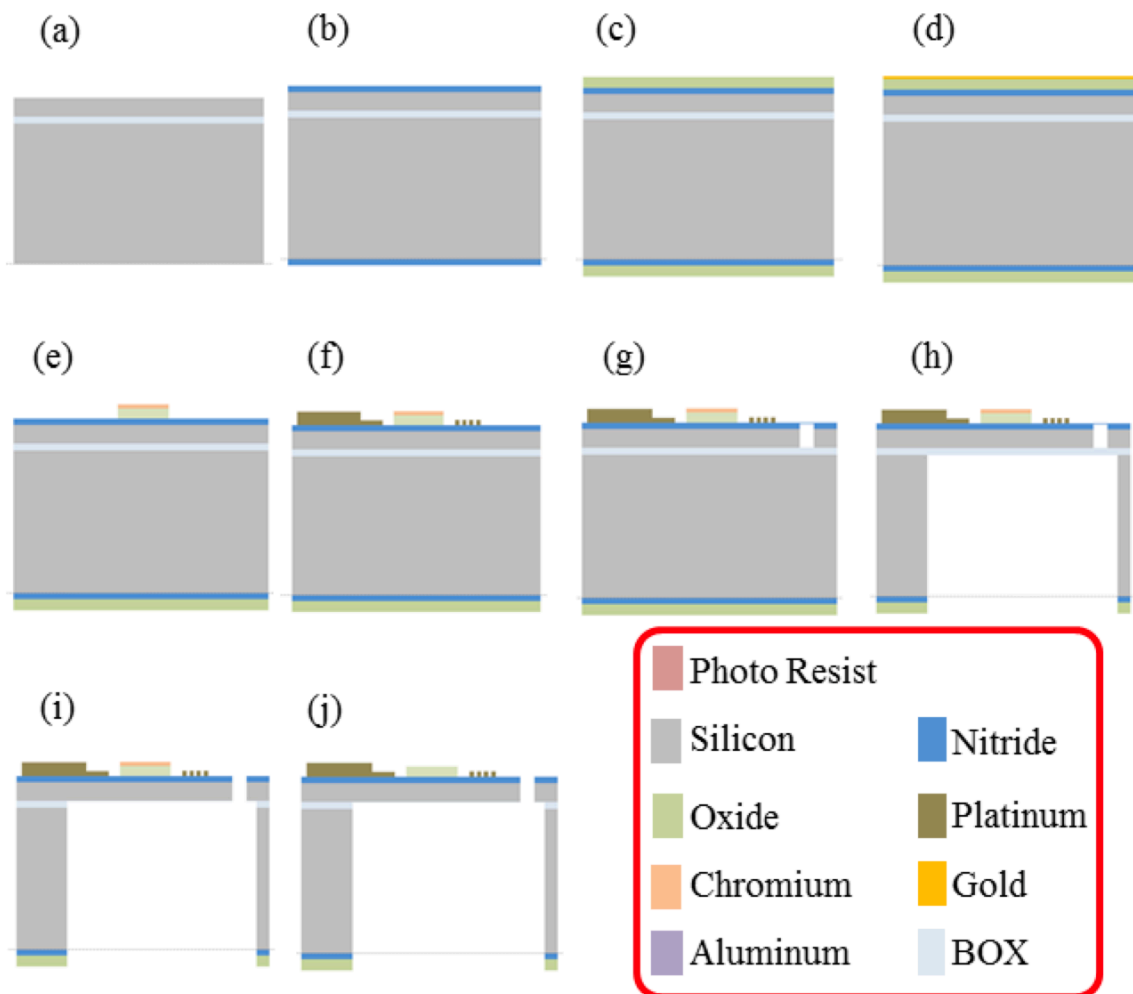 (a) (b) (c) (d)
(e) (f) (g) (h)
(i) (j)
Photo Resist
Silicon Nitride
Oxide Platinum
Chromium Gold
Aluminum BOX